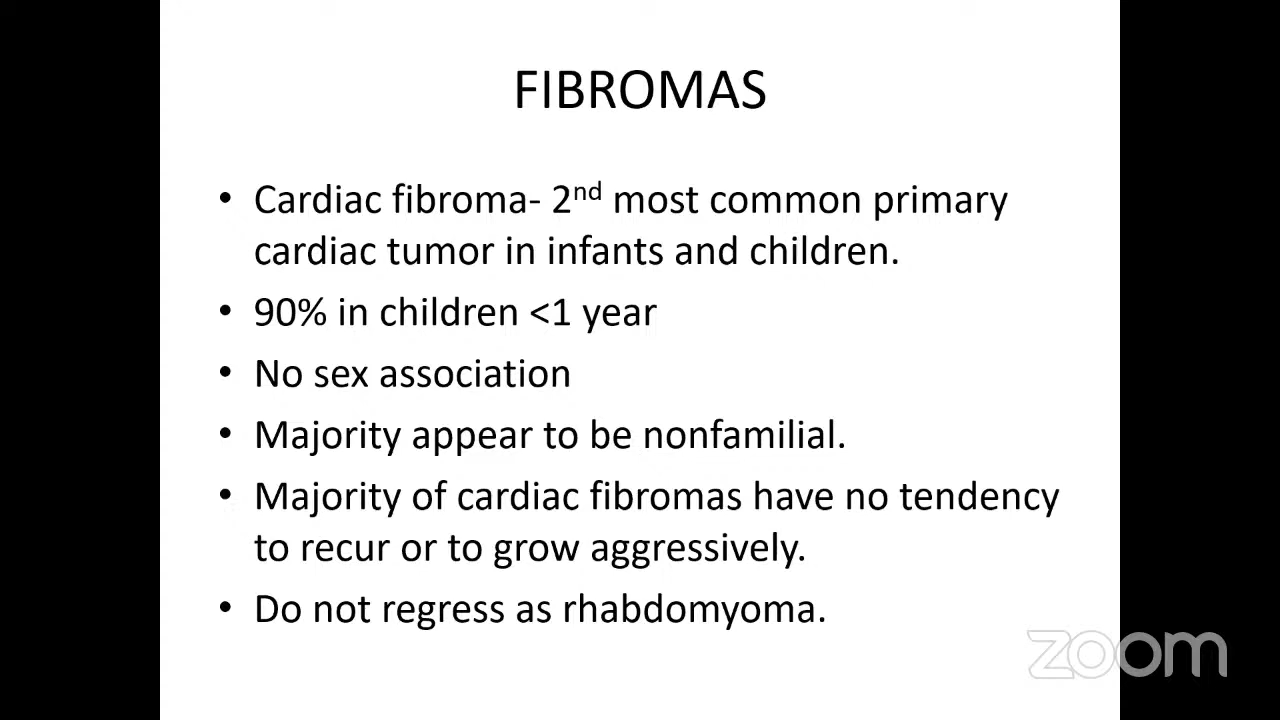 FIBROMAS
• Cardiac fibroma- 2nd most common primary
cardiac tumor in infants and children.
• 90% in children <1 year
• No sex association
• Majority appear to be nonfamilial.
• Majority of cardiac fibromas have no tendency
to recur or to grow aggressively.
• Do not regress as rhabdomyoma.
zoom